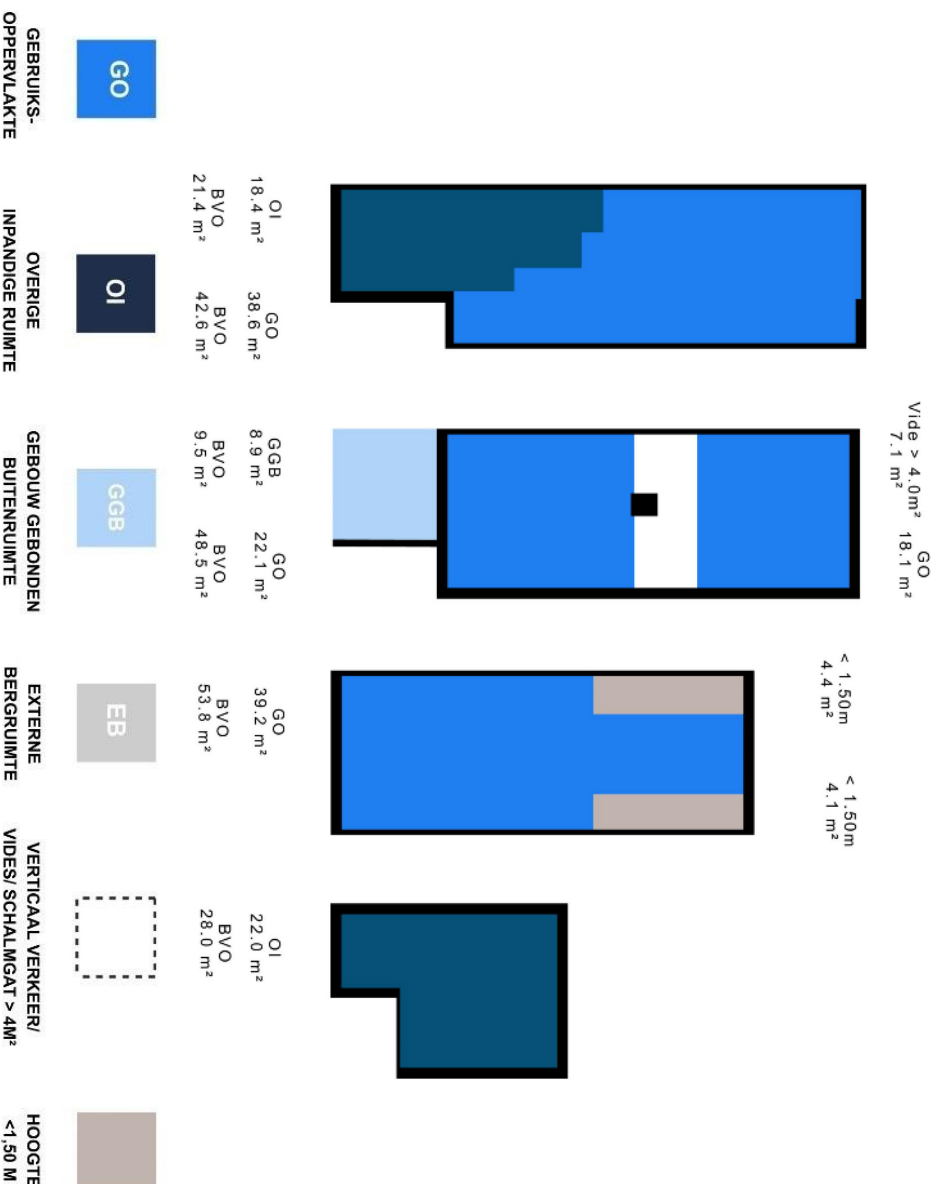 Vide > 4.0m²
7.1 m²
GO
18.1 m²
< 1.50m
4.4 m²
< 1.50m
4.1 m²
OI
18.4 m²
BVO
21.4 m²
GO
38.6 m²
BVO
42.6 m²
GGB
8.9 m²
BVO
9.5 m²
GO
22.1 m²
BVO
48.5 m²
GO
39.2 m²
BVO
53.8 m²
OI
22.0 m²
BVO
28.0 m²
GO
GEBRUIKS-
OPPERVLAKTE
OI
OVERIGE
INPANDIGE RUIMTE
GGB
GEBOUW GEBONDEN
BUITENRUIMTE
EB
EXTERNE
BERGRUIMTE
VERTICAAL VERKEER/
VIDES/ SCHALMGAT > 4M²
HOOGTE
<1,50 M